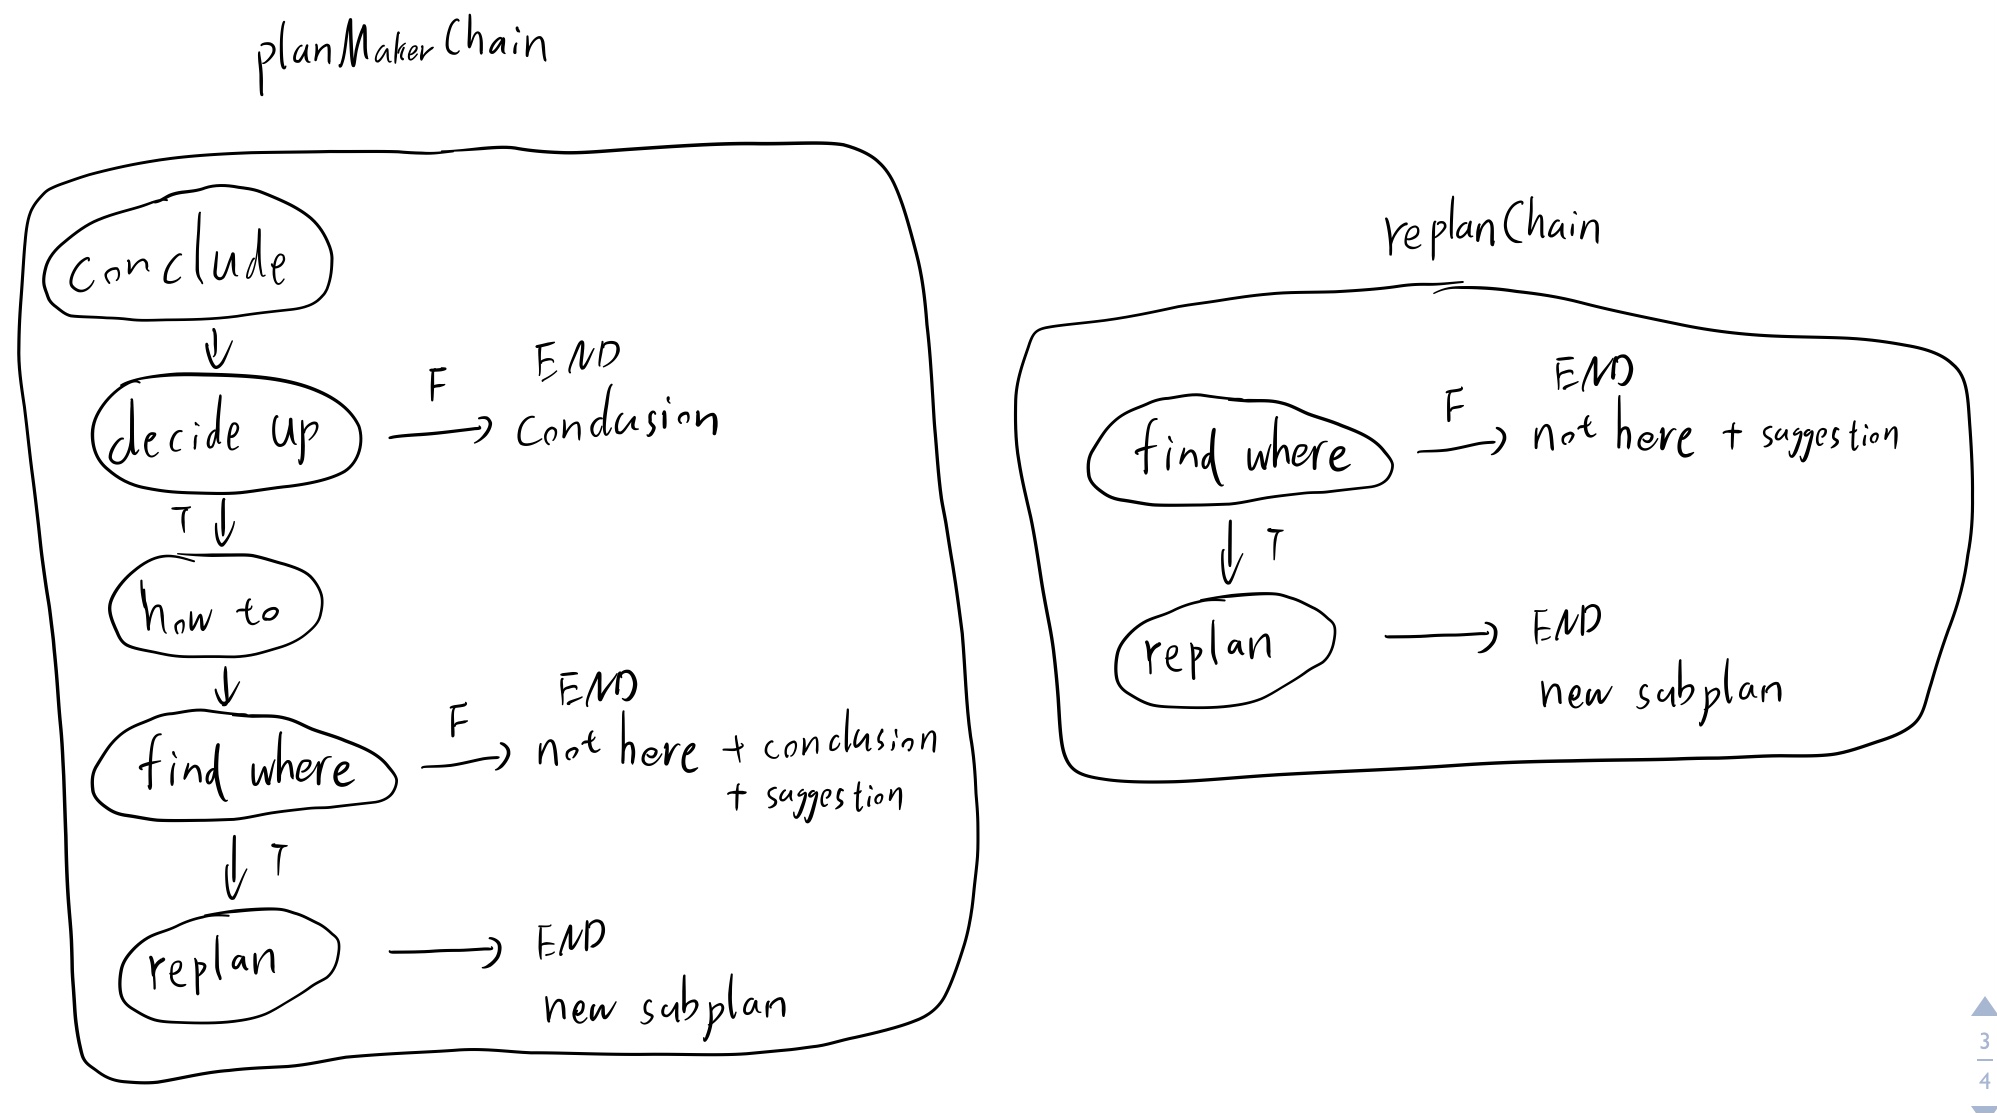 planMakerChain
conclude
decide up
F
END
conclusion
T
how to
find where
F
END
not here + conclusion
+ suggestion
T
replan
END
new subplan
replanChain
find where
F
END
not here + suggestion
T
replan
END
new subplan
3
4